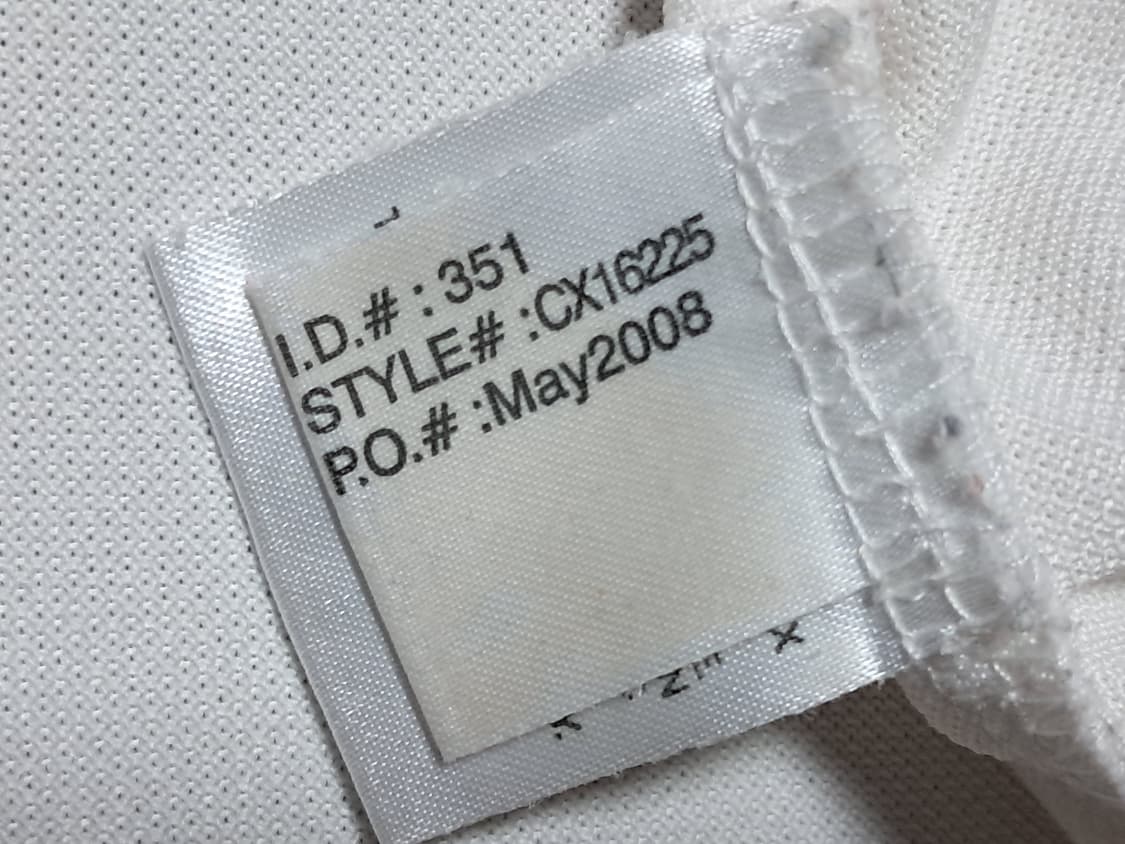 I.D.# : 351
STYLE# :CX16225
P.O.# :May2008